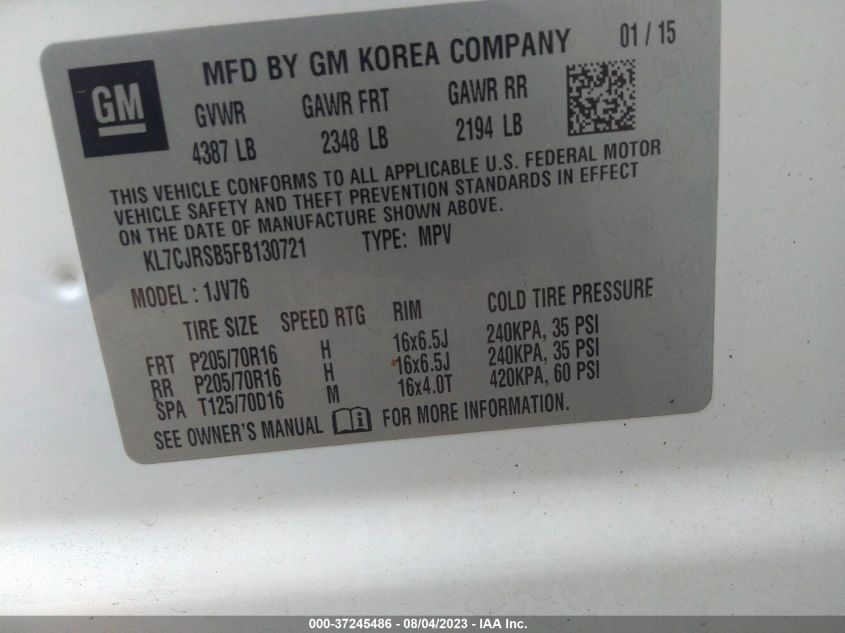 GM
MFD BY GM KOREA COMPANY 01 / 15
GVWR GAWR FRT GAWR RR
4387 LB 2348 LB 2194 LB
THIS VEHICLE CONFORMS TO ALL APPLICABLE U.S. FEDERAL MOTOR
VEHICLE SAFETY AND THEFT PREVENTION STANDARDS IN EFFECT
ON THE DATE OF MANUFACTURE SHOWN ABOVE.
KL7CJRSB5FB130721 TYPE: MPV
MODEL : 1JV76
TIRE SIZE SPEED RTG RIM COLD TIRE PRESSURE
FRT P205/70R16 H 16x6.5J 240KPA, 35 PSI
RR P205/70R16 H 16x6.5J 240KPA, 35 PSI
SPA T125/70D16 M 16x4.0T 420KPA, 60 PSI
SEE OWNER'S MANUAL i FOR MORE INFORMATION.
000-37245486 - 08/04/2023 - IAA Inc.